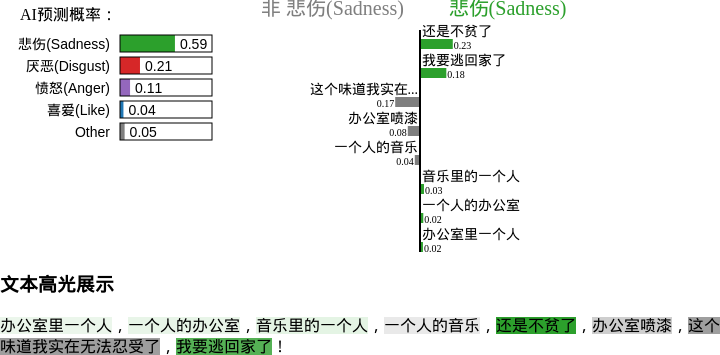 AI预测概率：
悲伤(Sadness) 0.59
厌恶(Disgust) 0.21
愤怒(Anger) 0.11
喜爱(Like) 0.04
Other 0.05
非 悲伤(Sadness) 悲伤(Sadness)
还是不贫了
0.23
我要逃回家了
0.18
这个味道我实在...
0.17
办公室喷漆
0.08
一个人的音乐
0.04
音乐里的一个人
0.03
一个人的办公室
0.02
办公室里一个人
0.02
文本高光展示
办公室里一个人，一个人的办公室，音乐里的一个人，一个人的音乐，还是不贫了，办公室喷漆，这个
味道我实在无法忍受了，我要逃回家了！